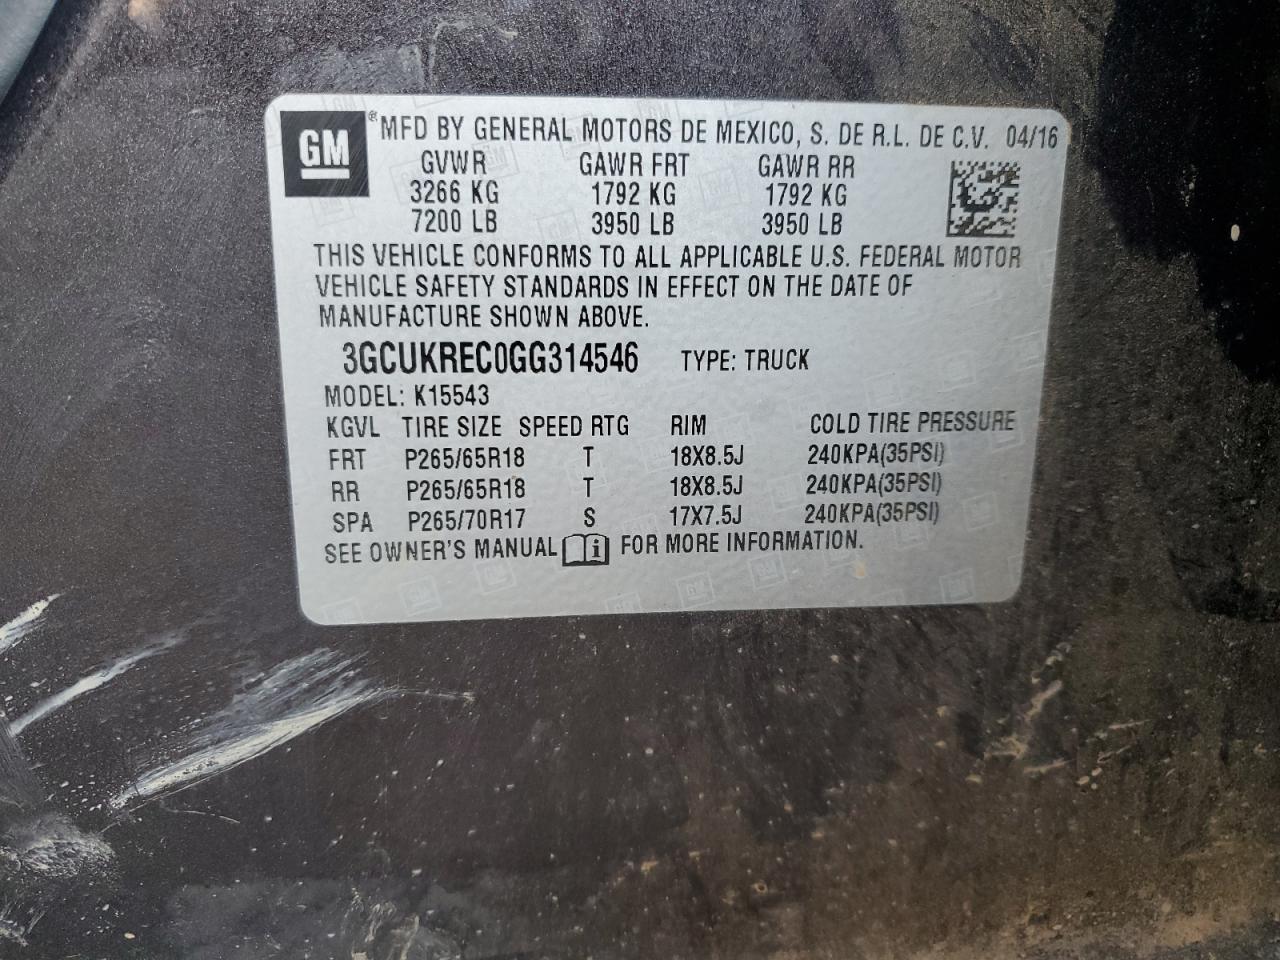 GM ® MFD BY GENERAL MOTORS DE MEXICO, S. DE R.L. DE C.V. 04/16
GVWR GAWR FRT GAWR RR
3266 KG 1792 KG 1792 KG
7200 LB 3950 LB 3950 LB
THIS VEHICLE CONFORMS TO ALL APPLICABLE U.S. FEDERAL MOTOR
VEHICLE SAFETY STANDARDS IN EFFECT ON THE DATE OF
MANUFACTURE SHOWN ABOVE.
3GCUKREC0GG314546 TYPE: TRUCK
MODEL: K15543
KGVL TIRE SIZE SPEED RTG RIM COLD TIRE PRESSURE
FRT P265/65R18 T 18X8.5J 240KPA(35PSI)
RR P265/65R18 T 18X8.5J 240KPA(35PSI)
SPA P265/70R17 S 17X7.5J 240KPA(35PSI)
SEE OWNER'S MANUAL i FOR MORE INFORMATION.